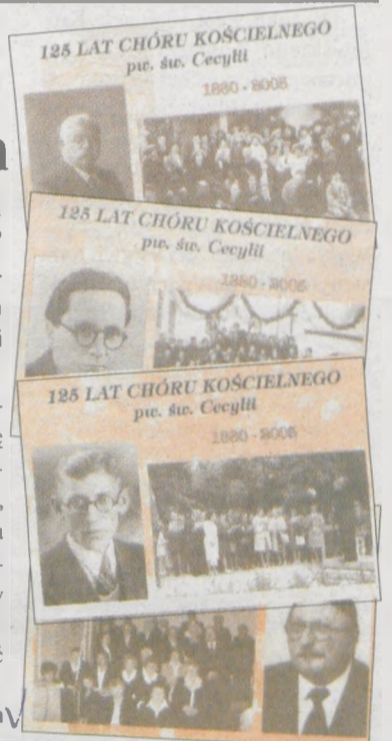 125 LAT CHÓRU KOŚCIELNEGO
pw. św. Cecylii
1880 - 2005
125 LAT CHÓRU KOŚCIELNEGO
pw. św. Cecylii
1880 - 2005
125 LAT CHÓRU KOŚCIELNEGO
pw. św. Cecylii
1880 - 2005